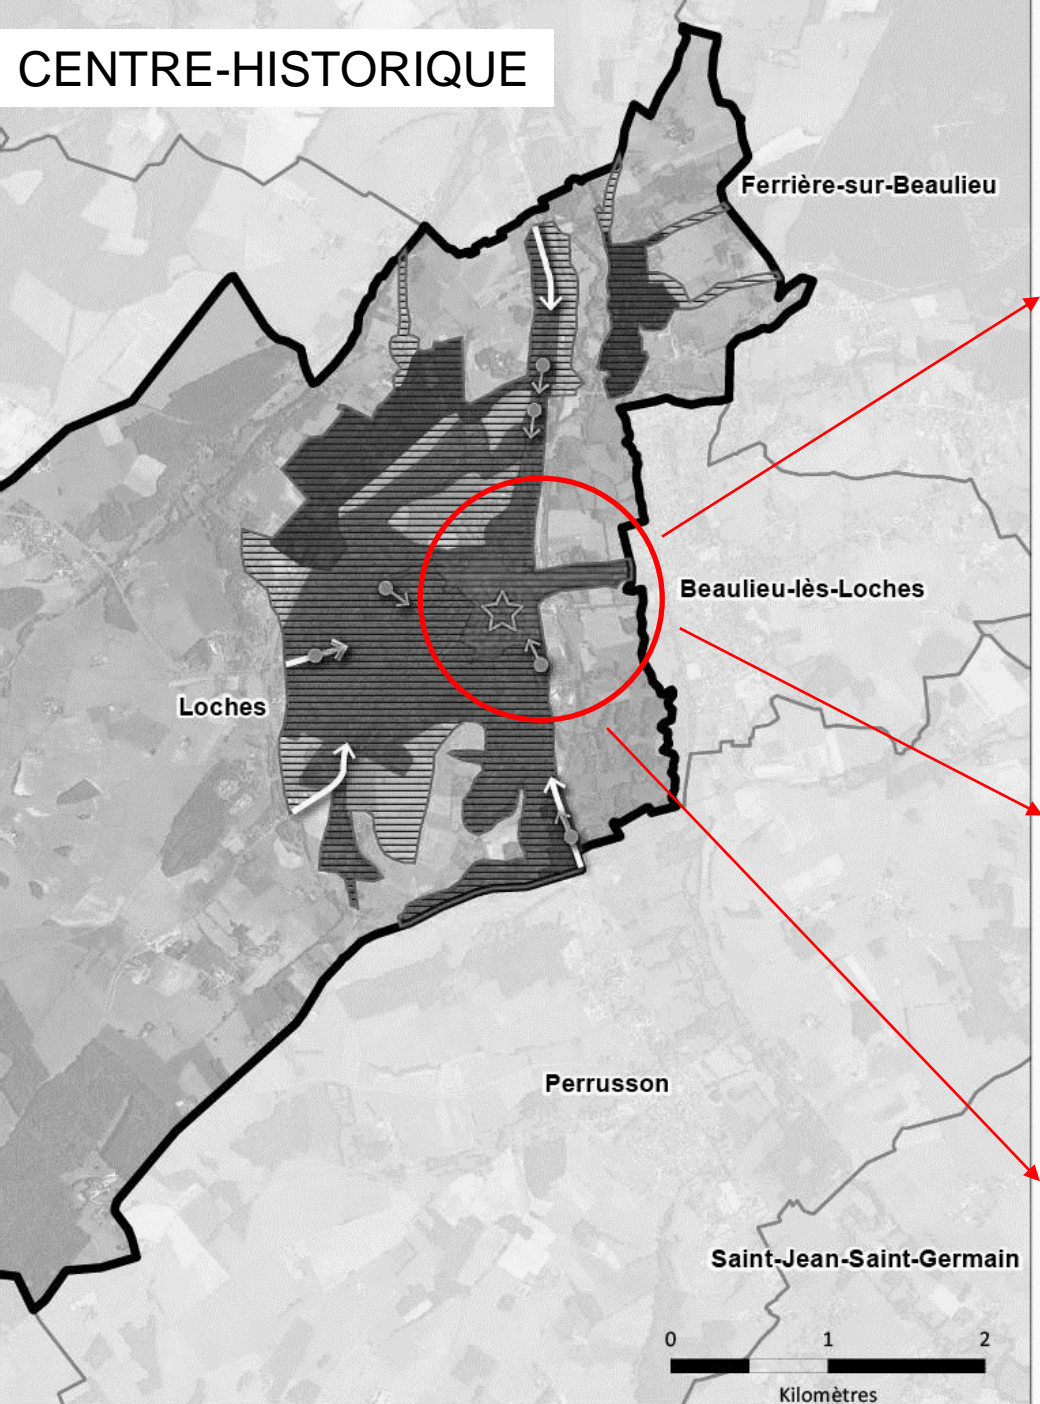 CENTRE-HISTORIQUE
Ferrière-sur-Beaulieu
Beaulieu-lès-Loches
Loches
Perrusson
Saint-Jean-Saint-Germain
0 1 2
Kilomètres